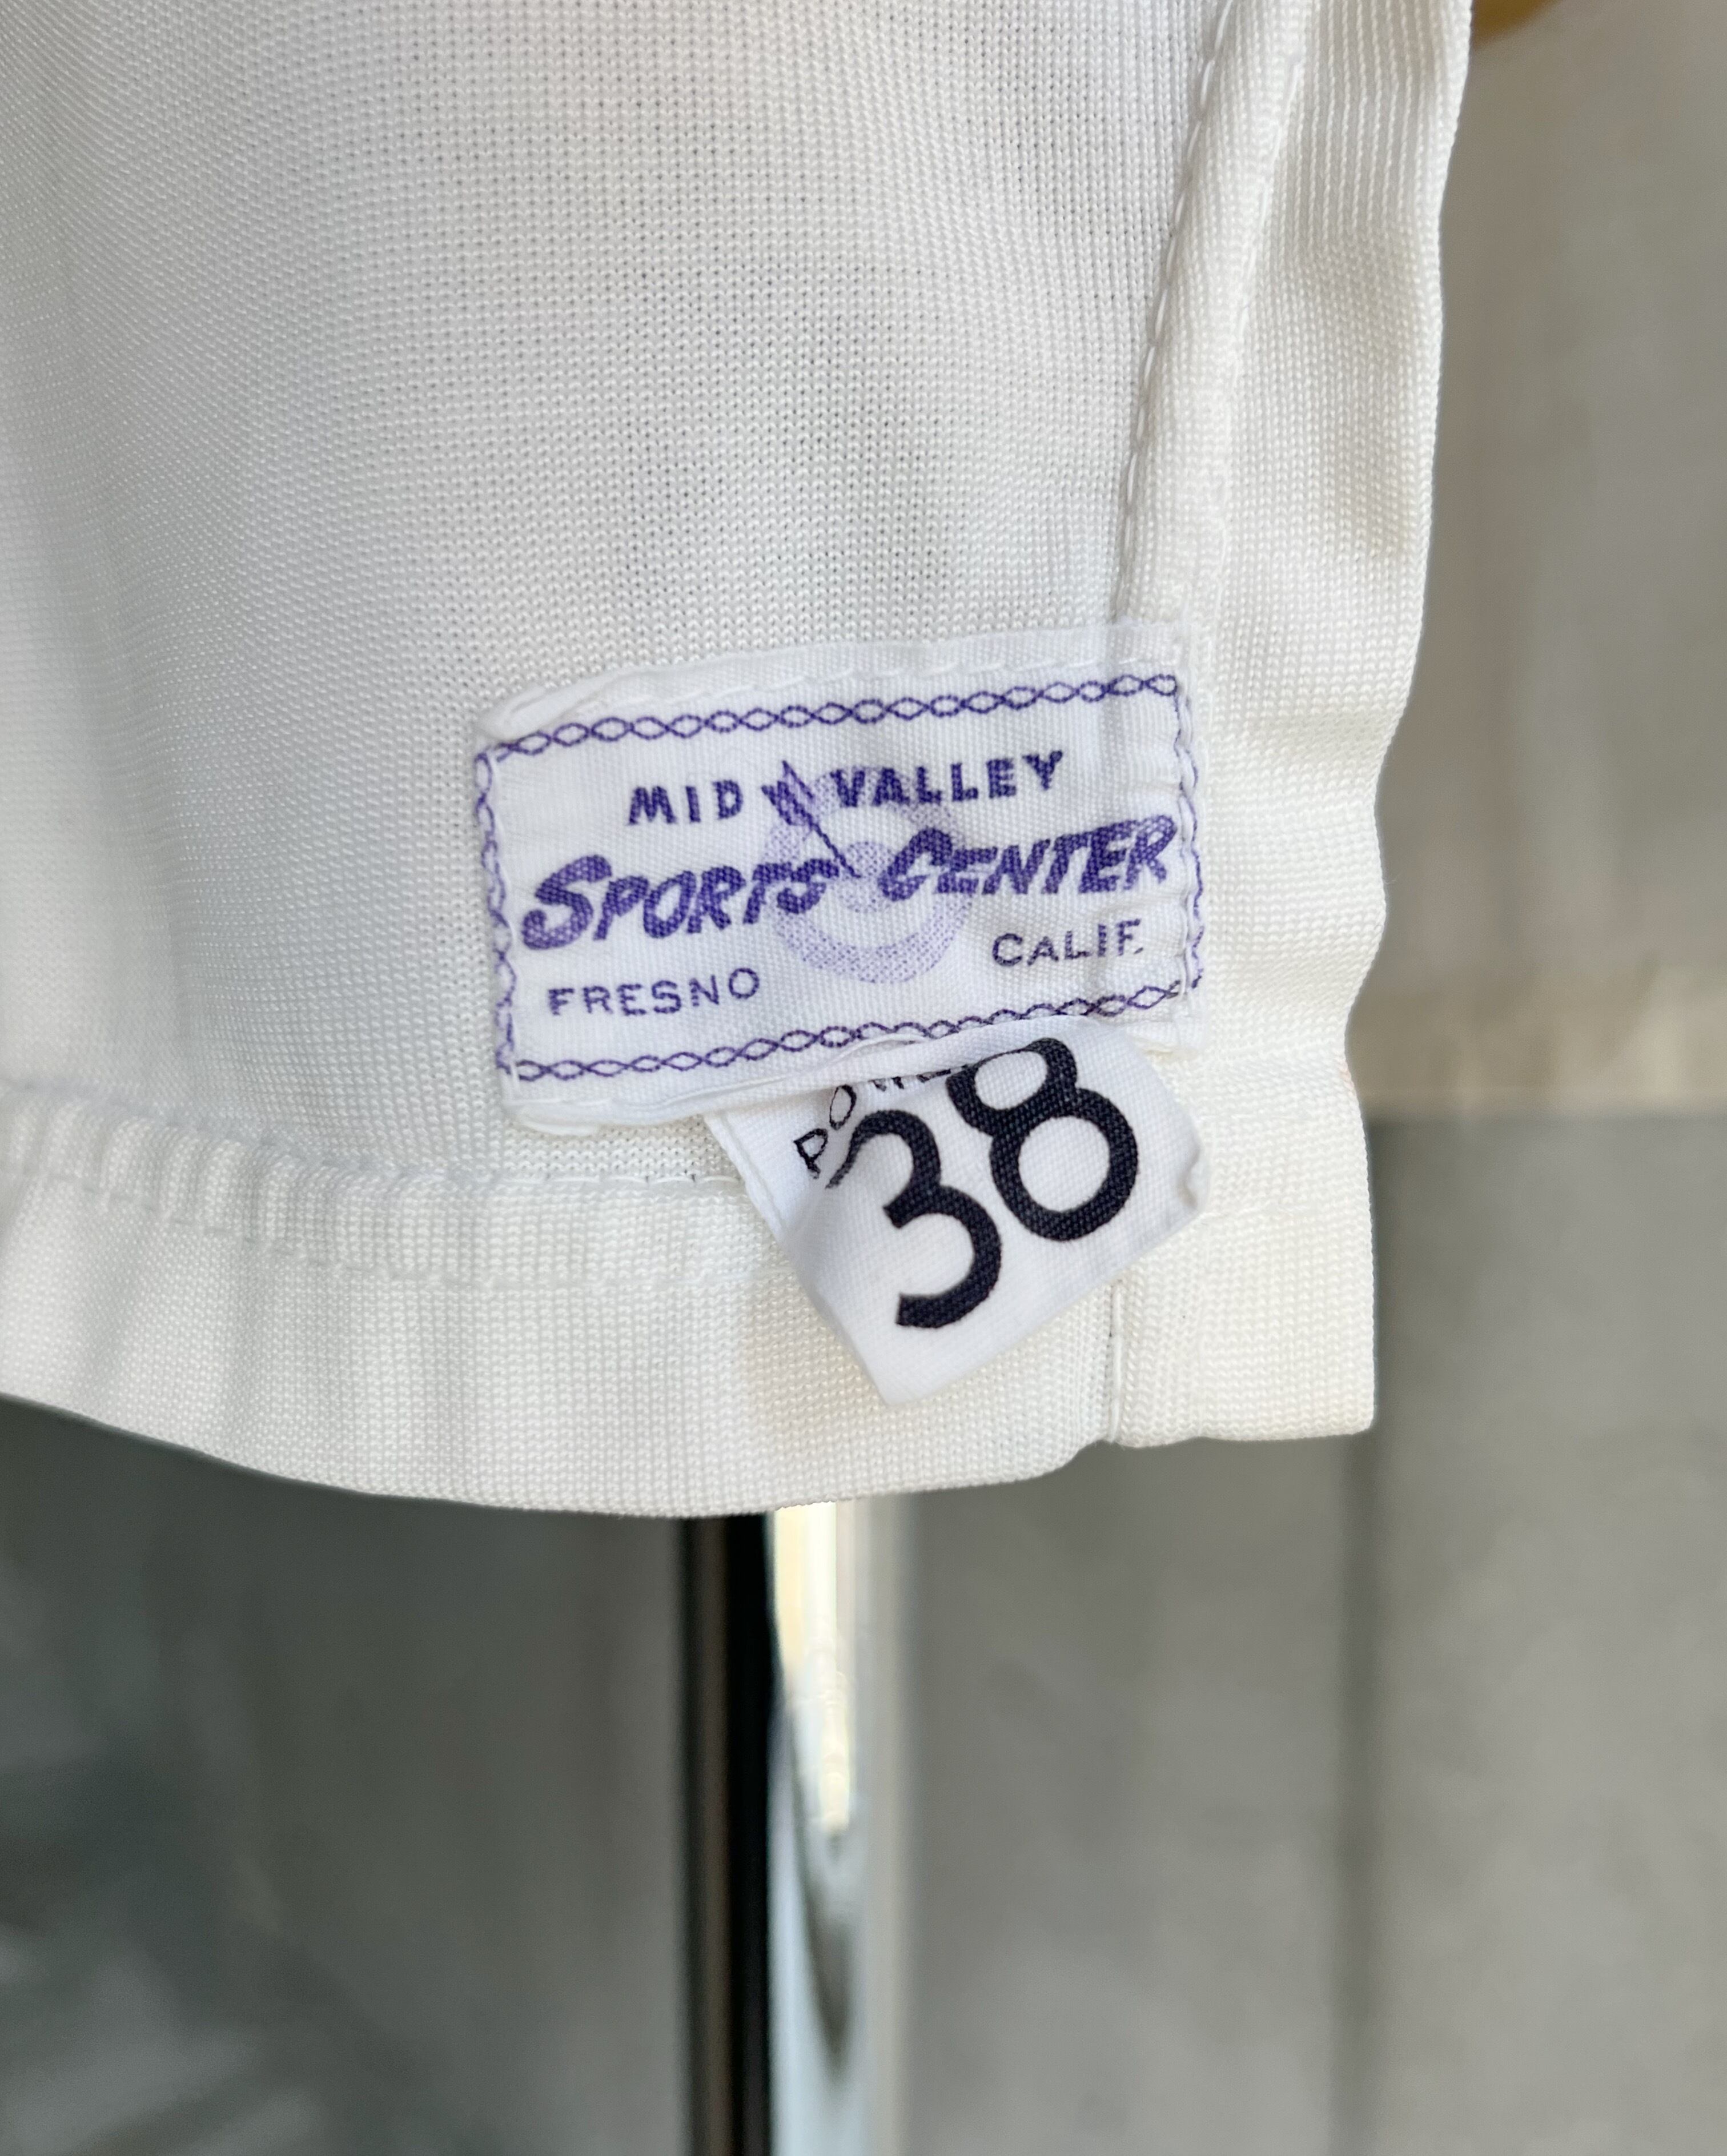 MID VALLEY
SPORTS CENTER
FRESNO CALIF.
38